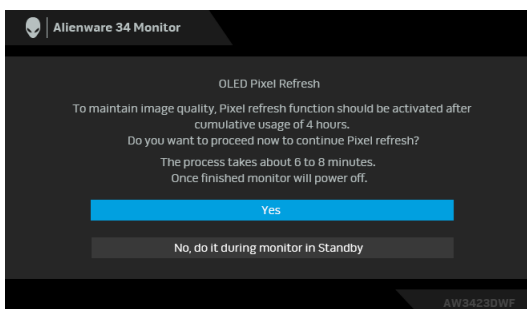 Alienware 34 Monitor
OLED Pixel Refresh
To maintain image quality, Pixel refresh function should be activated after
cumulative usage of 4 hours.
Do you want to proceed now to continue Pixel refresh?
The process takes about 6 to 8 minutes.
Once finished monitor will power off.
Yes
No, do it during monitor in Standby
AW3423DWF